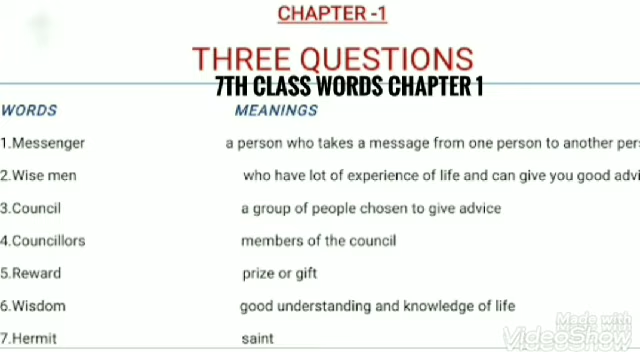 CHAPTER -1
THREE QUESTIONS
7TH CLASS WORDS CHAPTER 1
WORDS MEANINGS
1.Messenger a person who takes a message from one person to another per
2.Wise men who have lot of experience of life and can give you good advi
3.Council a group of people chosen to give advice
4.Councillors members of the council
5.Reward prize or gift
6.Wisdom good understanding and knowledge of life
7.Hermit saint
Made with
VideoShow